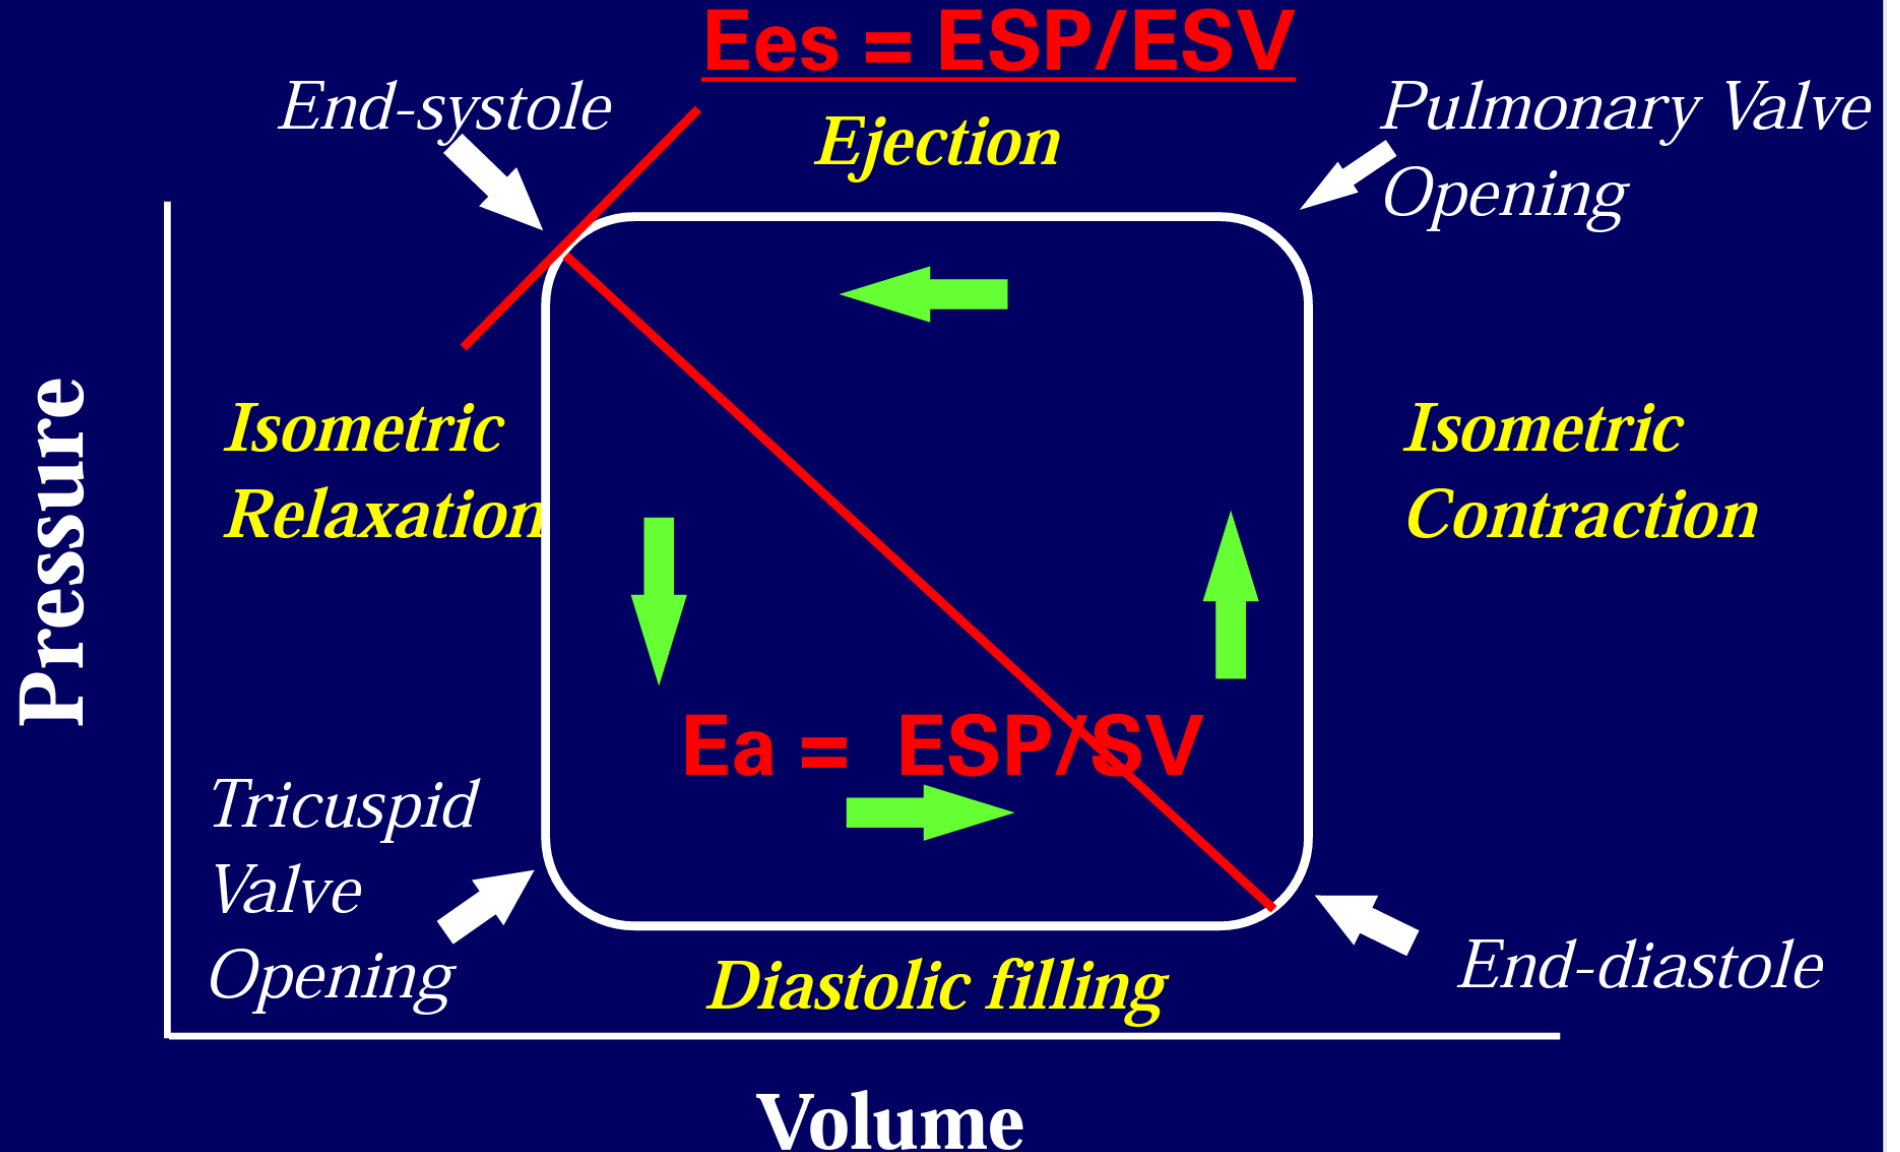 Ees = ESP/ESV
End-systole
Ejection
Pulmonary Valve
Opening
Isometric
Relaxation
Isometric
Contraction
Pressure
Ea = ESP/SV
Tricuspid
Valve
Opening
Diastolic filling
End-diastole
Volume